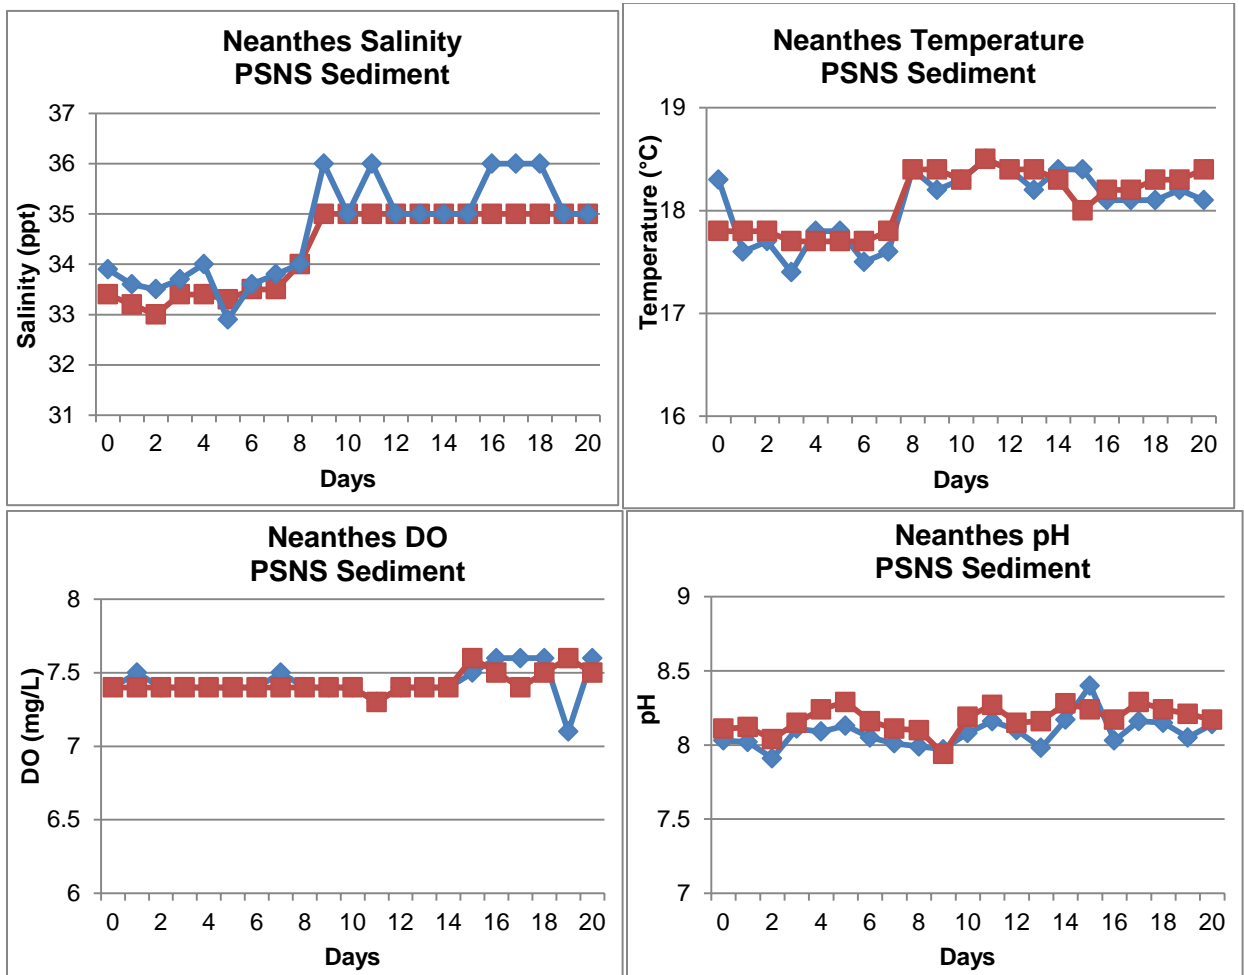 Neanthes Salinity
PSNS Sediment
37
36
35
34
33
32
31
Salinity (ppt)
0 2 4 6 8 10 12 14 16 18 20
Days
Neanthes Temperature
PSNS Sediment
19
18
17
16
Temperature (°C)
0 2 4 6 8 10 12 14 16 18 20
Days
Neanthes DO
PSNS Sediment
8
7.5
7
6.5
6
DO (mg/L)
0 2 4 6 8 10 12 14 16 18 20
Days
Neanthes pH
PSNS Sediment
9
8.5
8
7.5
7
pH
0 2 4 6 8 10 12 14 16 18 20
Days